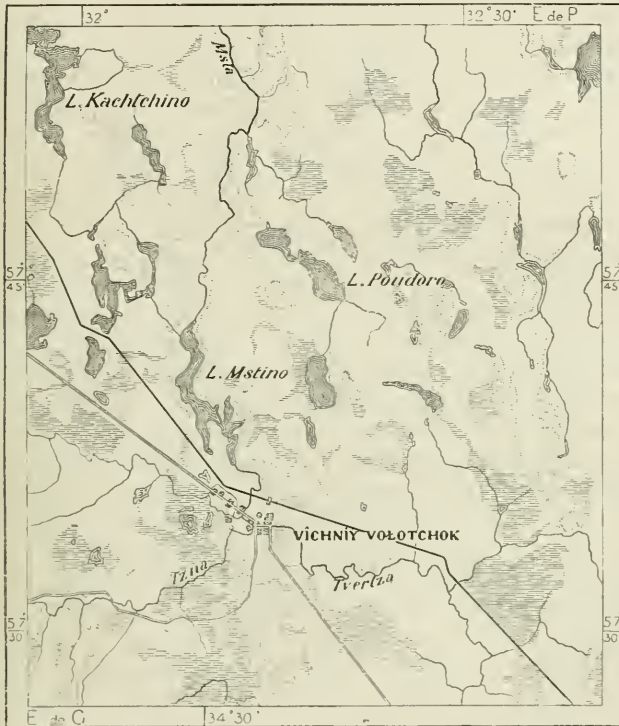 32°
32°30' E de P
Msta
L. Kachtchino
57
45'
L. Poudoro
57
45'
L. Mstino
VÎCHNÎY VOLOTCHOK
Tzna
Tvertza
57
30
57
30
E de G
34°30'